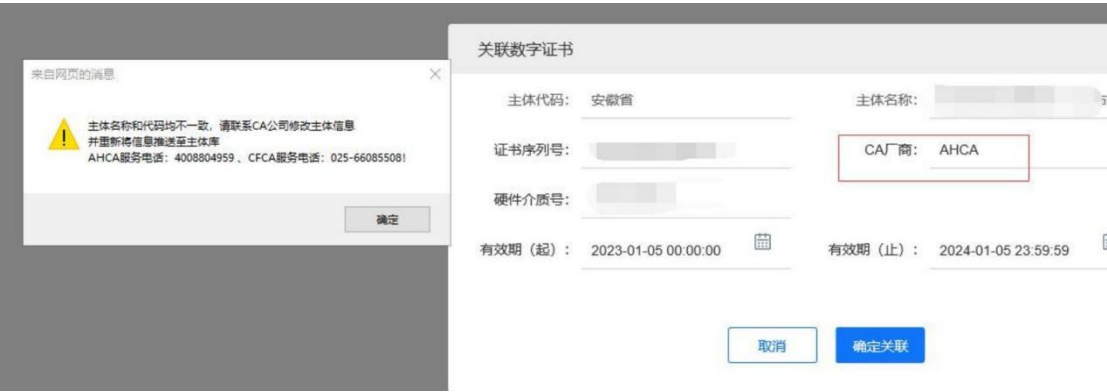 关联数字证书
来自网页的消息
主体名称和代码均不一致，请联系CA公司修改主体信息
并重新将信息推送至主体库
AHCA服务电话：4008804959 、CFCA服务电话：025-66085508!
确定
主体代码： 安徽省 主体名称：
证书序列号： CA厂商： AHCA
硬件介质号：
有效期（起）： 2023-01-05 00:00:00 有效期（止）： 2024-01-05 23:59:59
取消 确定关联